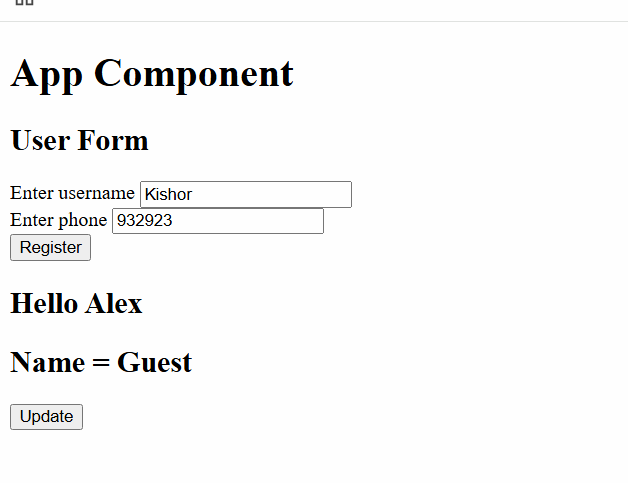 App Component
User Form
Enter username Kishor
Enter phone 932923
Register
Hello Alex
Name = Guest
Update